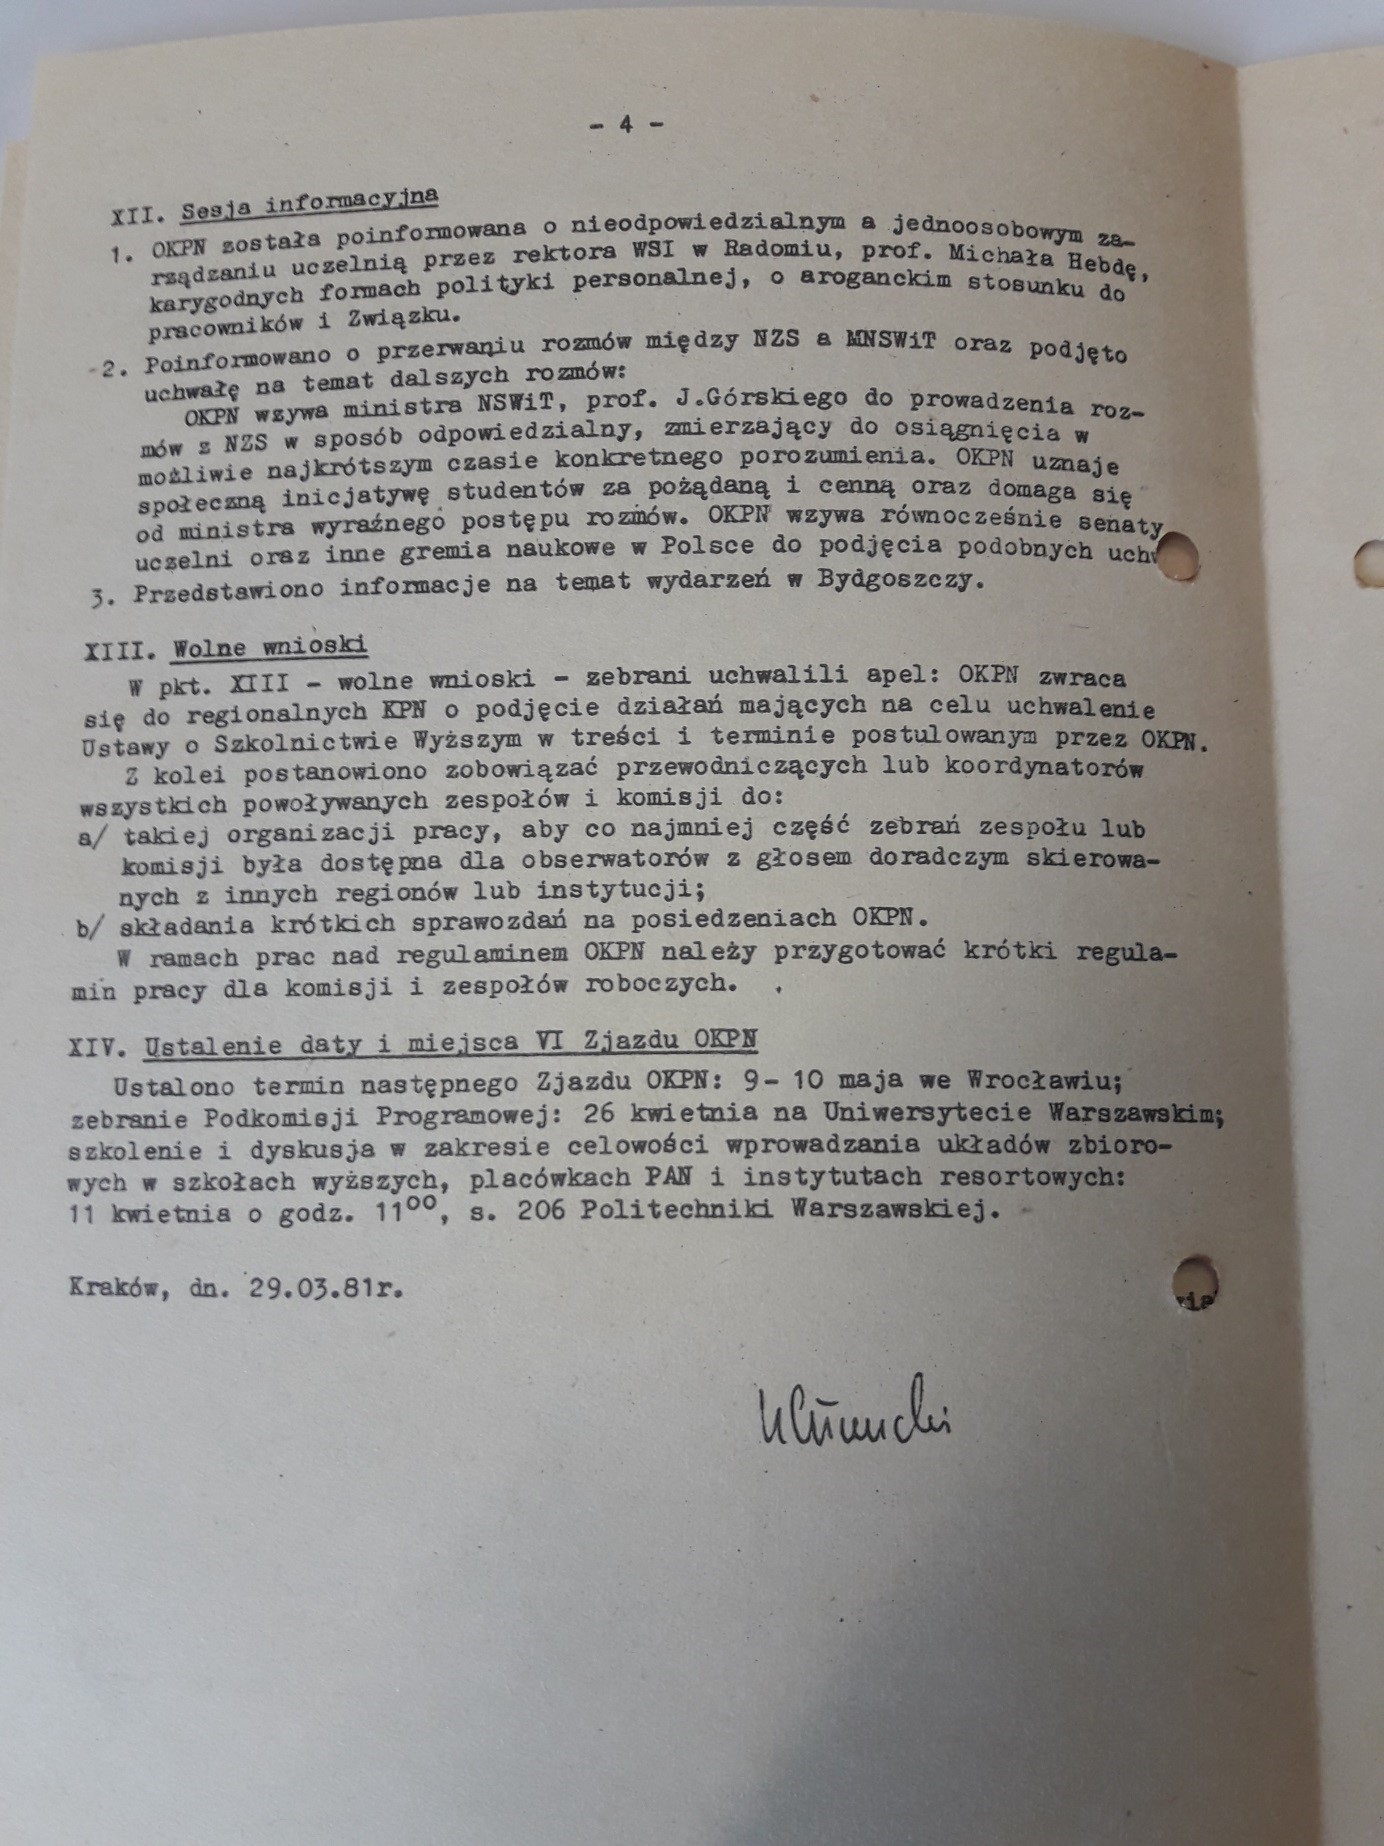 - 4 -
XII. Sesja informacyjna
1. OKPN została poinformowana o nieodpowiedzialnym a jednoosobowym za-
rządzaniu uczelnią przez rektora WSI w Radomiu, prof. Michała Hebdę,
karygodnych formach polityki personalnej, o aroganckim stosunku do
pracowników i Związku.
2. Poinformowano o przerwaniu rozmów między NZS a MNSWiT oraz podjęto
uchwałę na temat dalszych rozmów:
OKPN wzywa ministra NSWiT, prof. J.Górskiego do prowadzenia roz-
mów z NZS w sposób odpowiedzialny, zmierzający do osiągnięcia w
możliwie najkrótszym czasie konkretnego porozumienia. OKPN uznaje
społeczną inicjatywę studentów za pożądaną i cenną oraz domaga się
od ministra wyraźnego postępu rozmów. OKPN wzywa równocześnie senaty
uczelni oraz inne gremia naukowe w Polsce do podjęcia podobnych uchw
3. Przedstawiono informacje na temat wydarzeń w Bydgoszczy.
XIII. Wolne wnioski
W pkt. XIII - wolne wnioski - zebrani uchwalili apel: OKPN zwraca
się do regionalnych KPN o podjęcie działań mających na celu uchwalenie
Ustawy o Szkolnictwie Wyższym w treści i terminie postulowanym przez OKPN.
Z kolei postanowiono zobowiązać przewodniczących lub koordynatorów
wszystkich powoływanych zespołów i komisji do:
a/ takiej organizacji pracy, aby co najmniej część zebrań zespołu lub
komisji była dostępna dla obserwatorów z głosem doradczym skierowa-
nych z innych regionów lub instytucji;
b/ składania krótkich sprawozdań na posiedzeniach OKPN.
W ramach prac nad regulaminem OKPN należy przygotować krótki regula-
min pracy dla komisji i zespołów roboczych.
XIV. Ustalenie daty i miejsca VI Zjazdu OKPN
Ustalono termin następnego Zjazdu OKPN: 9- 10 maja we Wrocławiu;
zebranie Podkomisji Programowej: 26 kwietnia na Uniwersytecie Warszawskim;
szkolenie i dyskusja w zakresie celowości wprowadzania układów zbioro-
wych w szkołach wyższych, placówkach PAN i instytutach resortowych:
11 kwietnia o godz. 11⁰⁰, s. 206 Politechniki Warszawskiej.
Kraków, dn. 29.03.81r.